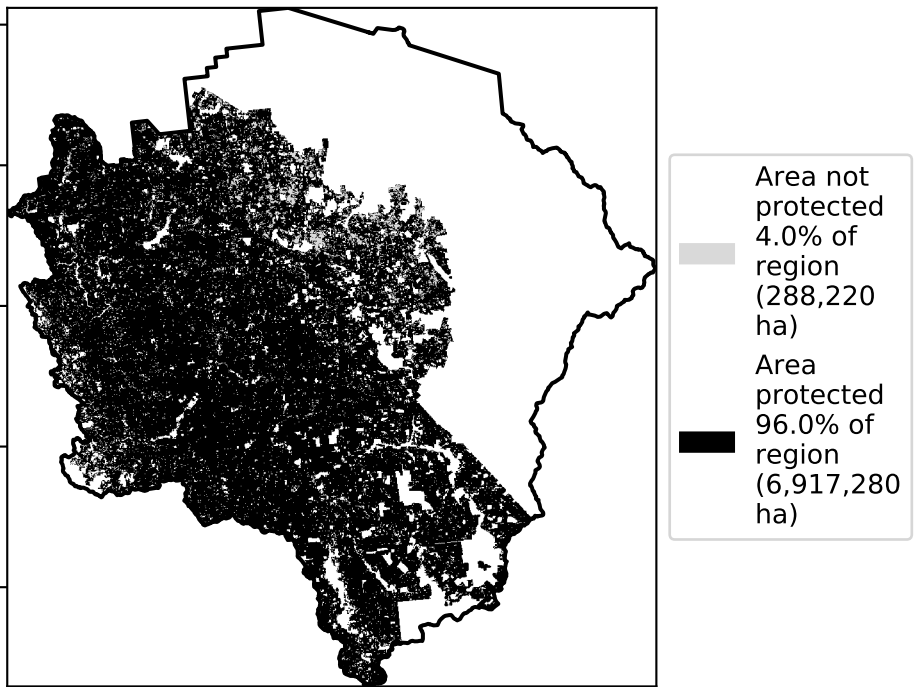 Area not
protected
4.0% of
region
(288,220
ha)
Area
protected
96.0% of
region
(6,917,280
ha)